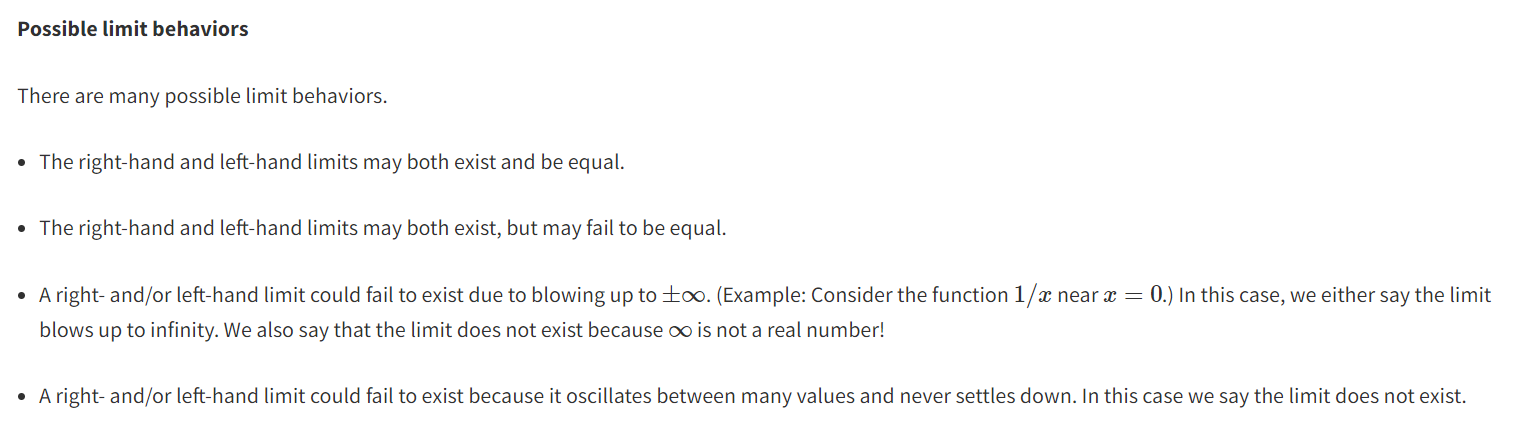 Possible limit behaviors
There are many possible limit behaviors.
• The right-hand and left-hand limits may both exist and be equal.
• The right-hand and left-hand limits may both exist, but may fail to be equal.
• A right- and/or left-hand limit could fail to exist due to blowing up to ±∞. (Example: Consider the function 1/x near x = 0.) In this case, we either say the limit
blows up to infinity. We also say that the limit does not exist because ∞ is not a real number!
• A right- and/or left-hand limit could fail to exist because it oscillates between many values and never settles down. In this case we say the limit does not exist.